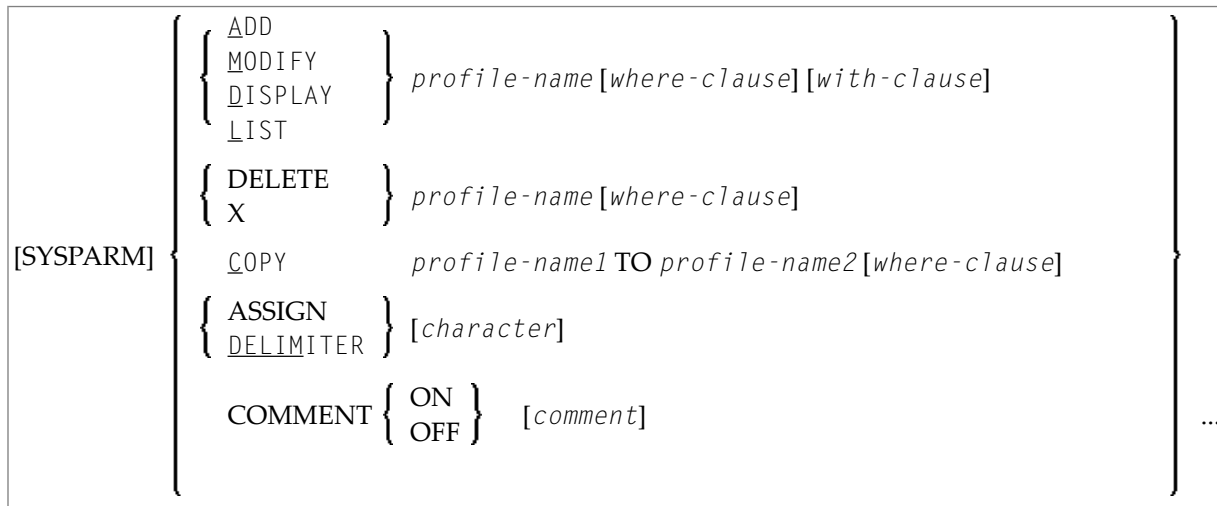 ADD
MODIFY
DISPLAY
LIST
profile-name [where-clause] [with-clause]
DELETE
X
profile-name [where-clause]
[SYSPARM]
COPY profile-name1 TO profile-name2 [where-clause]
ASSIGN
DELIMITER
[character]
COMMENT
ON
OFF
[comment]
...